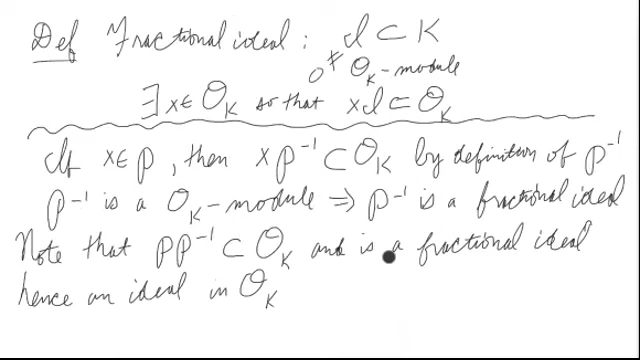 Def Fractional ideal : I ⊂ K
0 ≠ O_K-module
∃ x ∈ O_K so that xI ⊂ O_K
If x ∈ p, then x p⁻¹ ⊂ O_K by definition of p⁻¹
p⁻¹ is a O_K-module ⇒ p⁻¹ is a fractional ideal
Note that pp⁻¹ ⊂ O_K and is a fractional ideal
hence an ideal in O_K